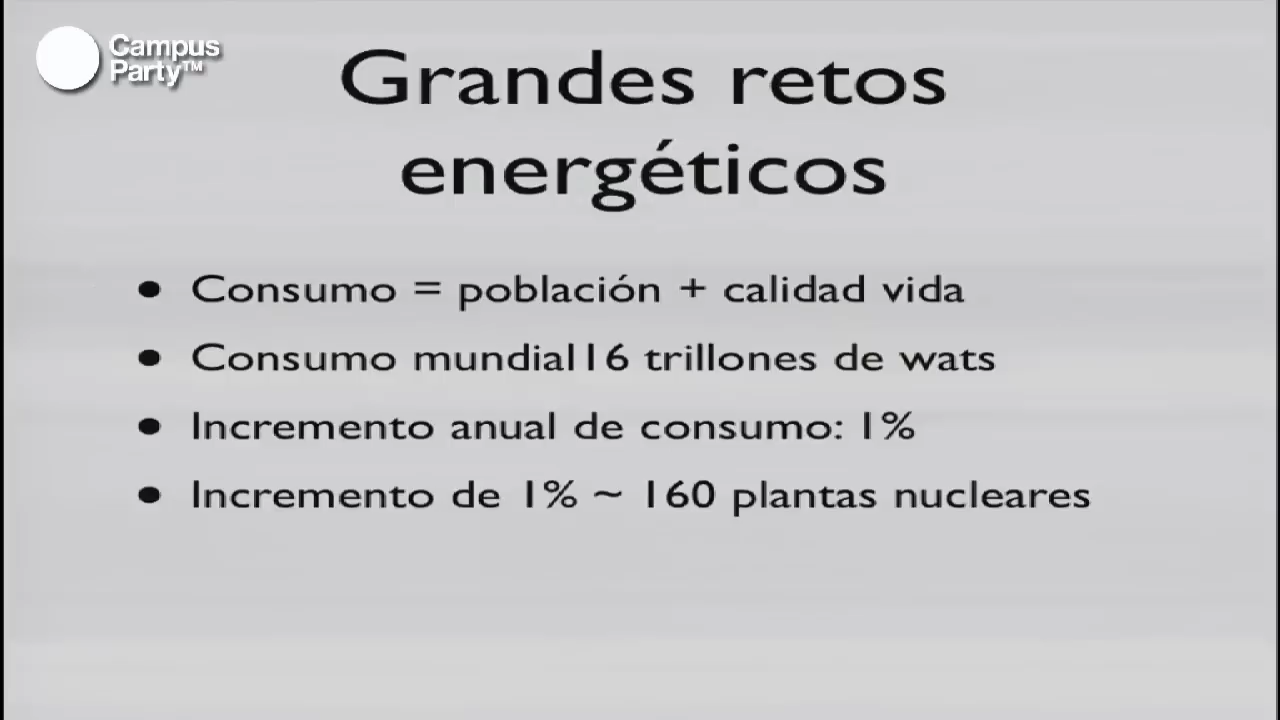 Campus
Party™
Grandes retos
energéticos
• Consumo = población + calidad vida
• Consumo mundial16 trillones de wats
• Incremento anual de consumo: 1%
• Incremento de 1% ~ 160 plantas nucleares